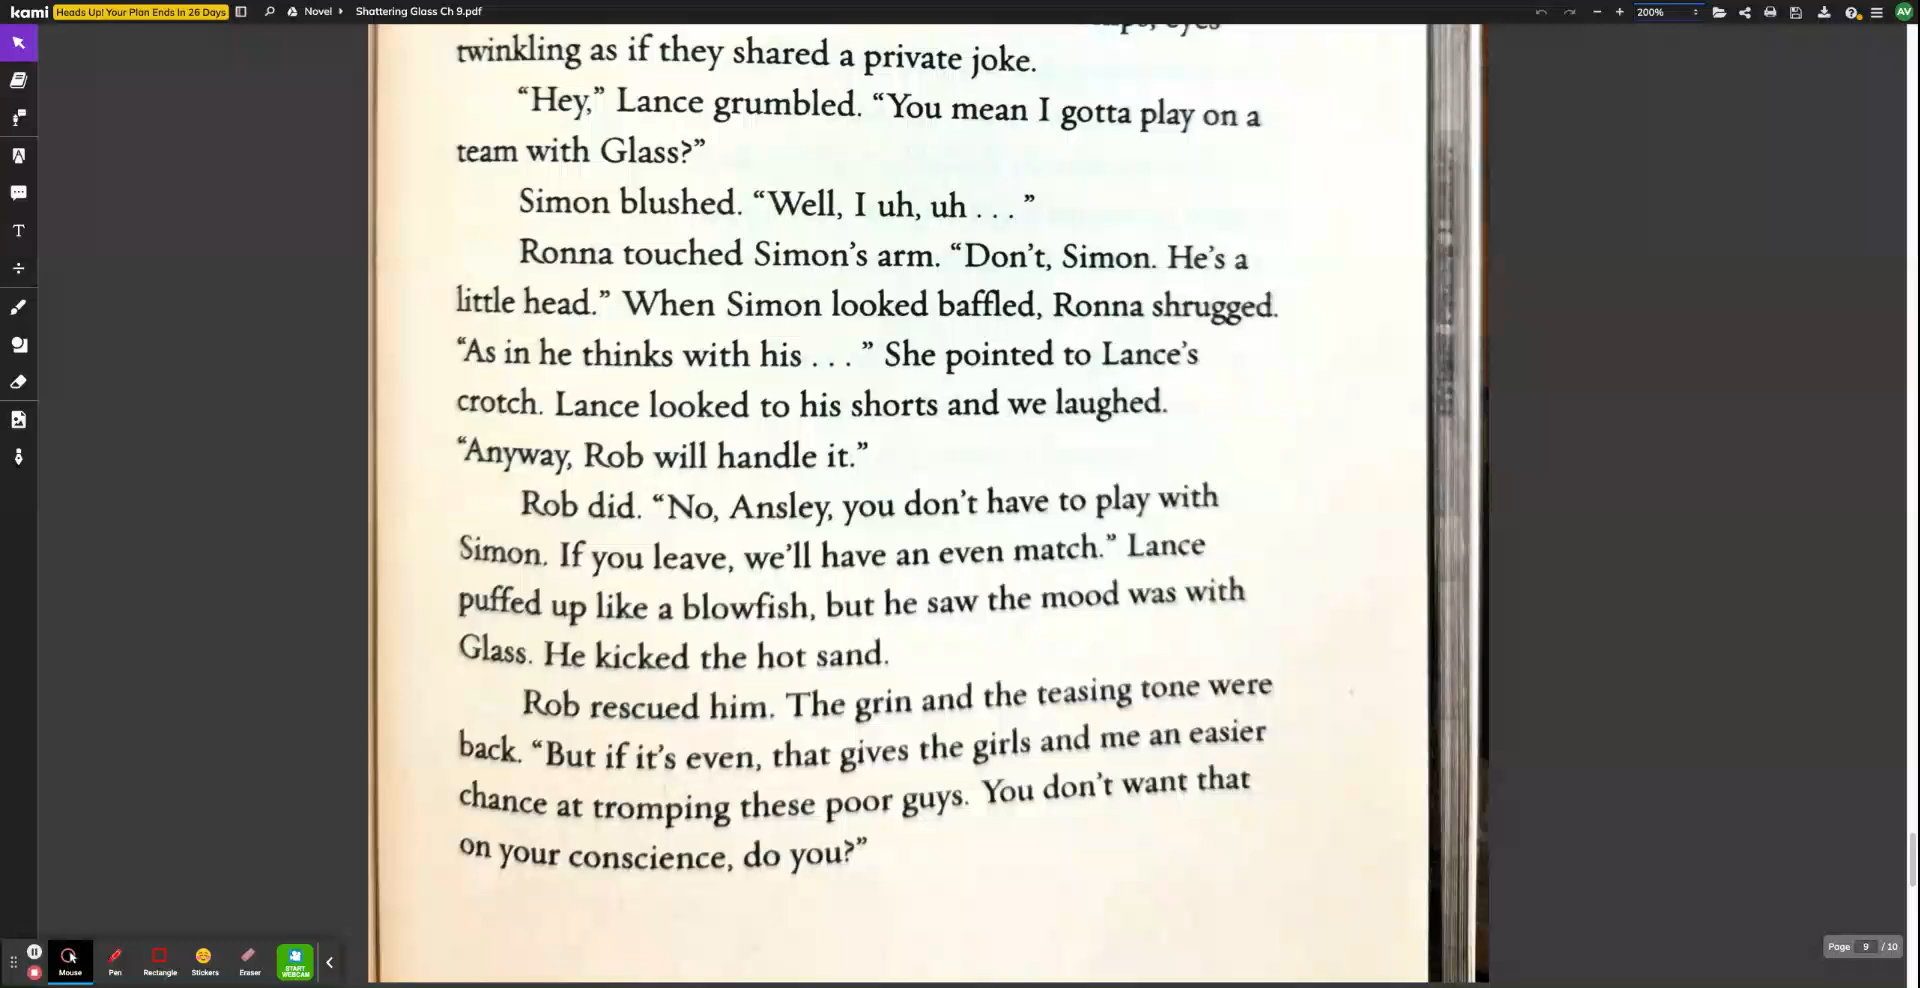 kami Heads Up! Your Plan Ends In 26 Days Novel Shattering Glass Ch 9.pdf 200% AV
twinkling as if they shared a private joke.
“Hey,” Lance grumbled. “You mean I gotta play on a
team with Glass?”
Simon blushed. “Well, I uh, uh . . . ”
Ronna touched Simon’s arm. “Don’t, Simon. He’s a
little head.” When Simon looked baffled, Ronna shrugged.
“As in he thinks with his . . . ” She pointed to Lance’s
crotch. Lance looked to his shorts and we laughed.
“Anyway, Rob will handle it.”
Rob did. “No, Ansley, you don’t have to play with
Simon. If you leave, we’ll have an even match.” Lance
puffed up like a blowfish, but he saw the mood was with
Glass. He kicked the hot sand.
Rob rescued him. The grin and the teasing tone were
back. “But if it’s even, that gives the girls and me an easier
chance at tromping these poor guys. You don’t want that
on your conscience, do you?”
Page 9 / 10
Mouse Pen Rectangle Stickers Eraser START WEBCAM